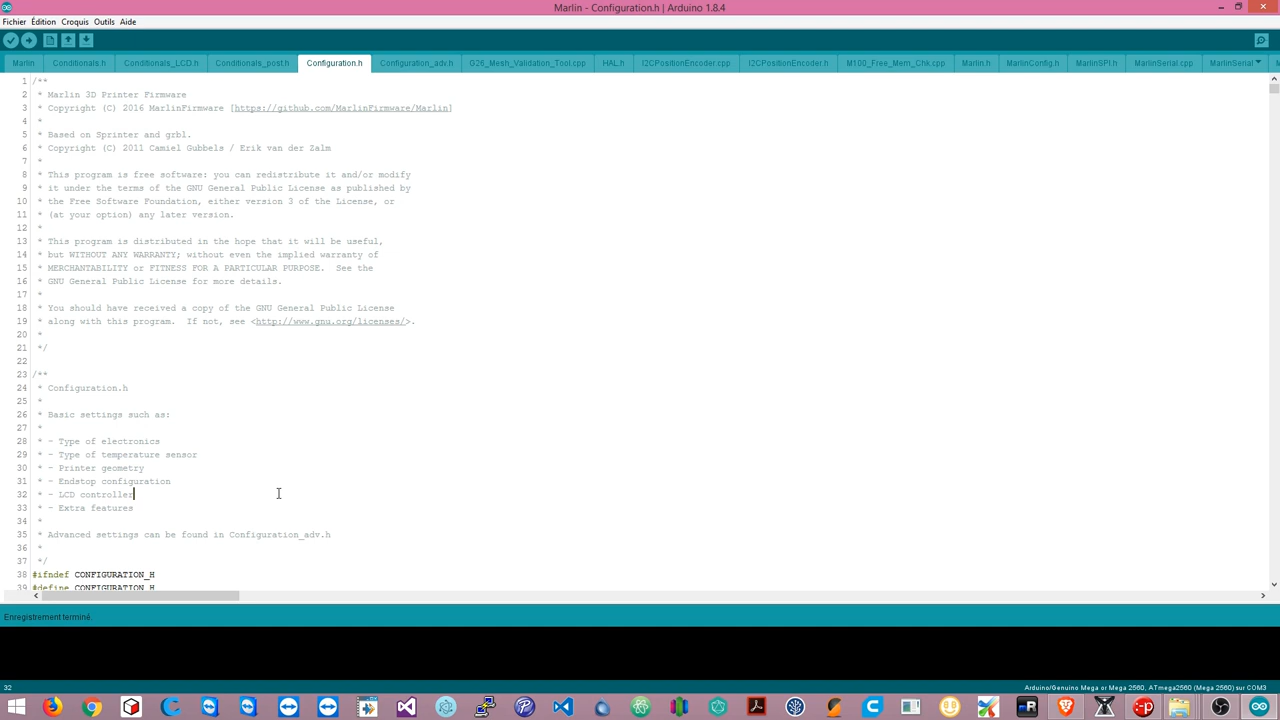 Marlin - Configuration.h | Arduino 1.8.4
Fichier Édition Croquis Outils Aide
Marlin Conditionals.h Conditionals_LCD.h Conditionals_post.h Configuration.h Configuration_adv.h G26_Mesh_Validation_Tool.cpp HAL.h I2CPositionEncoder.cpp I2CPositionEncoder.h M100_Free_Mem_Chk.cpp Marlin.h MarlinConfig.h MarlinSPI.h MarlinSerial.cpp MarlinSerial
1 /**
2 * Marlin 3D Printer Firmware
3 * Copyright (C) 2016 MarlinFirmware [https://github.com/MarlinFirmware/Marlin]
4 *
5 * Based on Sprinter and grbl.
6 * Copyright (C) 2011 Camiel Gubbels / Erik van der Zalm
7 *
8 * This program is free software: you can redistribute it and/or modify
9 * it under the terms of the GNU General Public License as published by
10 * the Free Software Foundation, either version 3 of the License, or
11 * (at your option) any later version.
12 *
13 * This program is distributed in the hope that it will be useful,
14 * but WITHOUT ANY WARRANTY; without even the implied warranty of
15 * MERCHANTABILITY or FITNESS FOR A PARTICULAR PURPOSE.  See the
16 * GNU General Public License for more details.
17 *
18 * You should have received a copy of the GNU General Public License
19 * along with this program.  If not, see <http://www.gnu.org/licenses/>.
20 *
21 */
22
23 /**
24 * Configuration.h
25 *
26 * Basic settings such as:
27 *
28 * - Type of electronics
29 * - Type of temperature sensor
30 * - Printer geometry
31 * - Endstop configuration
32 * - LCD controller
33 * - Extra features
34 *
35 * Advanced settings can be found in Configuration_adv.h
36 *
37 */
38 #ifndef CONFIGURATION_H
39 #define CONFIGURATION_H
Enregistrement terminé.
32 Arduino/Genuino Mega or Mega 2560, ATmega2560 (Mega 2560) sur COM3